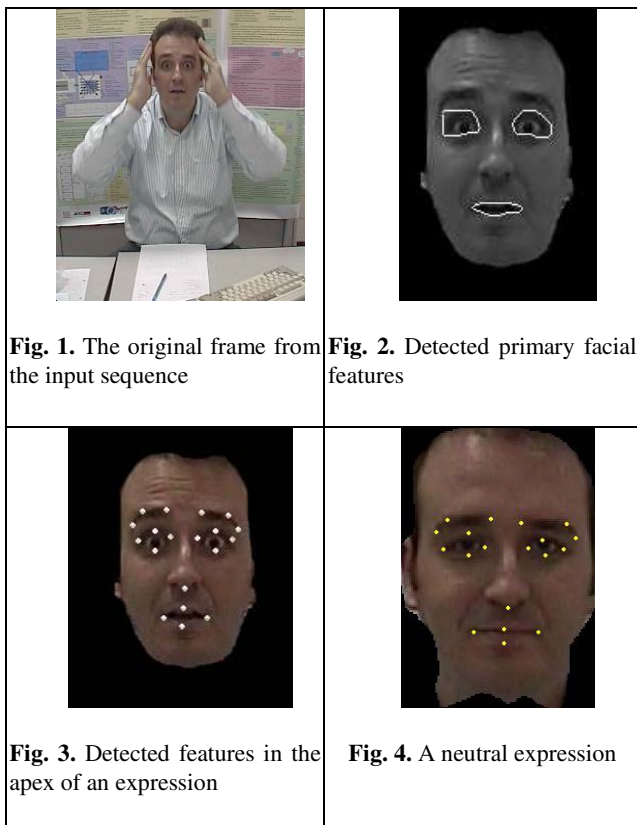 Fig. 1. The original frame from
the input sequence
Fig. 2. Detected primary facial
features
Fig. 3. Detected features in the
apex of an expression
Fig. 4. A neutral expression